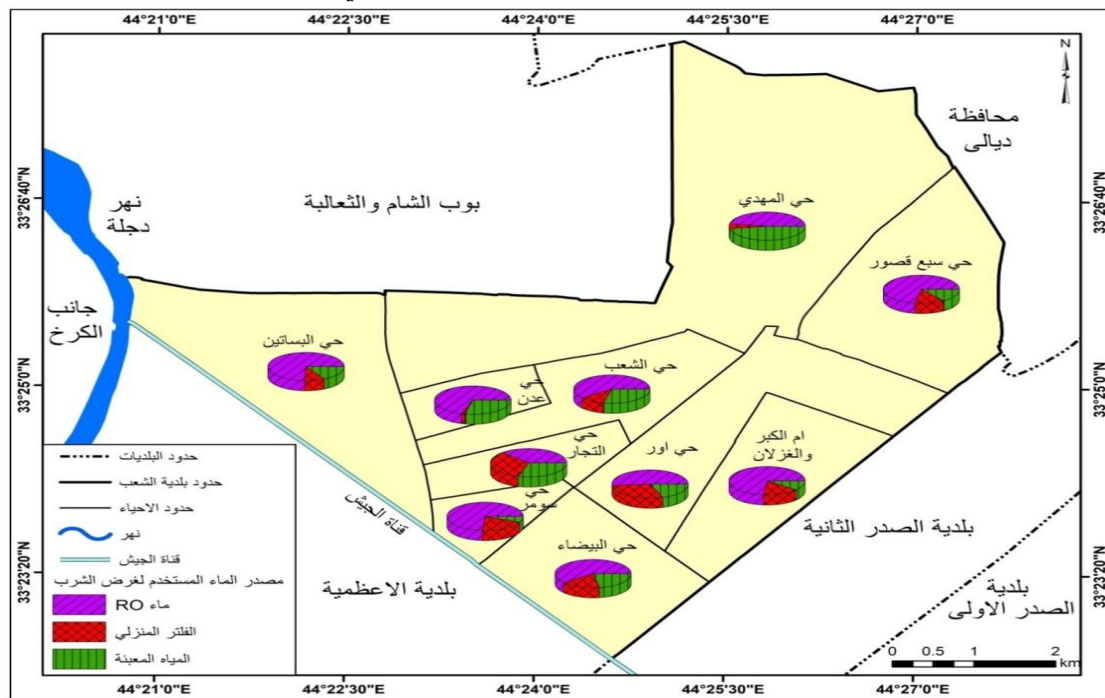 44°21'0"E
44°22'30"E
44°24'0"E
44°25'30"E
44°27'0"E
N
محافظة
ديالى
33°26'40"N
33°26'40"N
نهر
دجلة
بوب الشام والثعالبة
حي المهدي
حي سبع قصور
جانب
الكرخ
حي البساتين
33°25'0"N
33°25'0"N
حي
عدن
حي الشعب
حي
التجار
حي اور
ام الكبر
والغزلان
حي
سومر
قناة الجيش
حي البيضاء
بلدية الصدر الثانية
بلدية الاعظمية
بلدية
الصدر الاولى
33°23'20"N
33°23'20"N
حدود البلديات
حدود بلدية الشعب
حدود الاحياء
نهر
قناة الجيش
مصدر الماء المستخدم لغرض الشرب
ماء RO
الفلتر المنزلي
المياه المعبئة
0 0.5 1 2
km
44°21'0"E
44°22'30"E
44°24'0"E
44°25'30"E
44°27'0"E